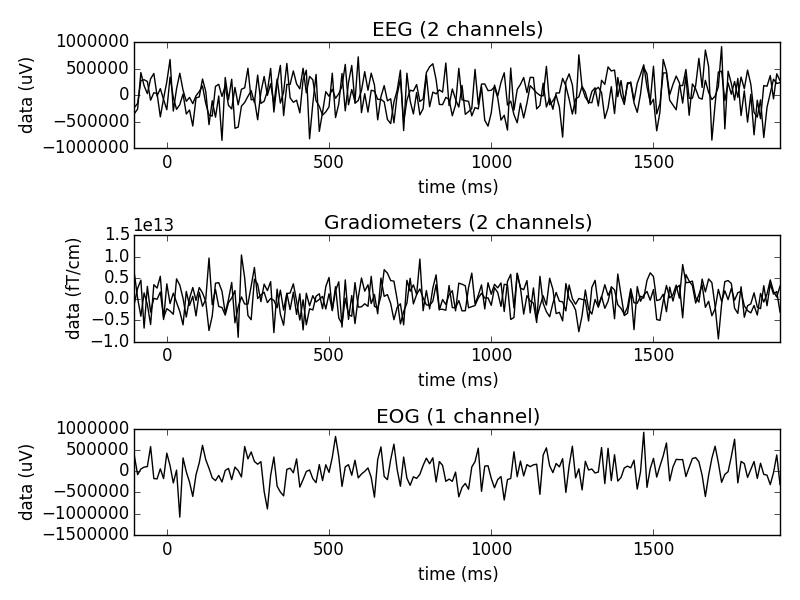 EEG (2 channels)
1000000
500000
0
−500000
−1000000
data (uV)
0 500 1000 1500
time (ms)
1e13 Gradiometers (2 channels)
1.5
1.0
0.5
0.0
−0.5
−1.0
data (fT/cm)
0 500 1000 1500
time (ms)
EOG (1 channel)
1000000
500000
0
−500000
−1000000
−1500000
data (uV)
0 500 1000 1500
time (ms)